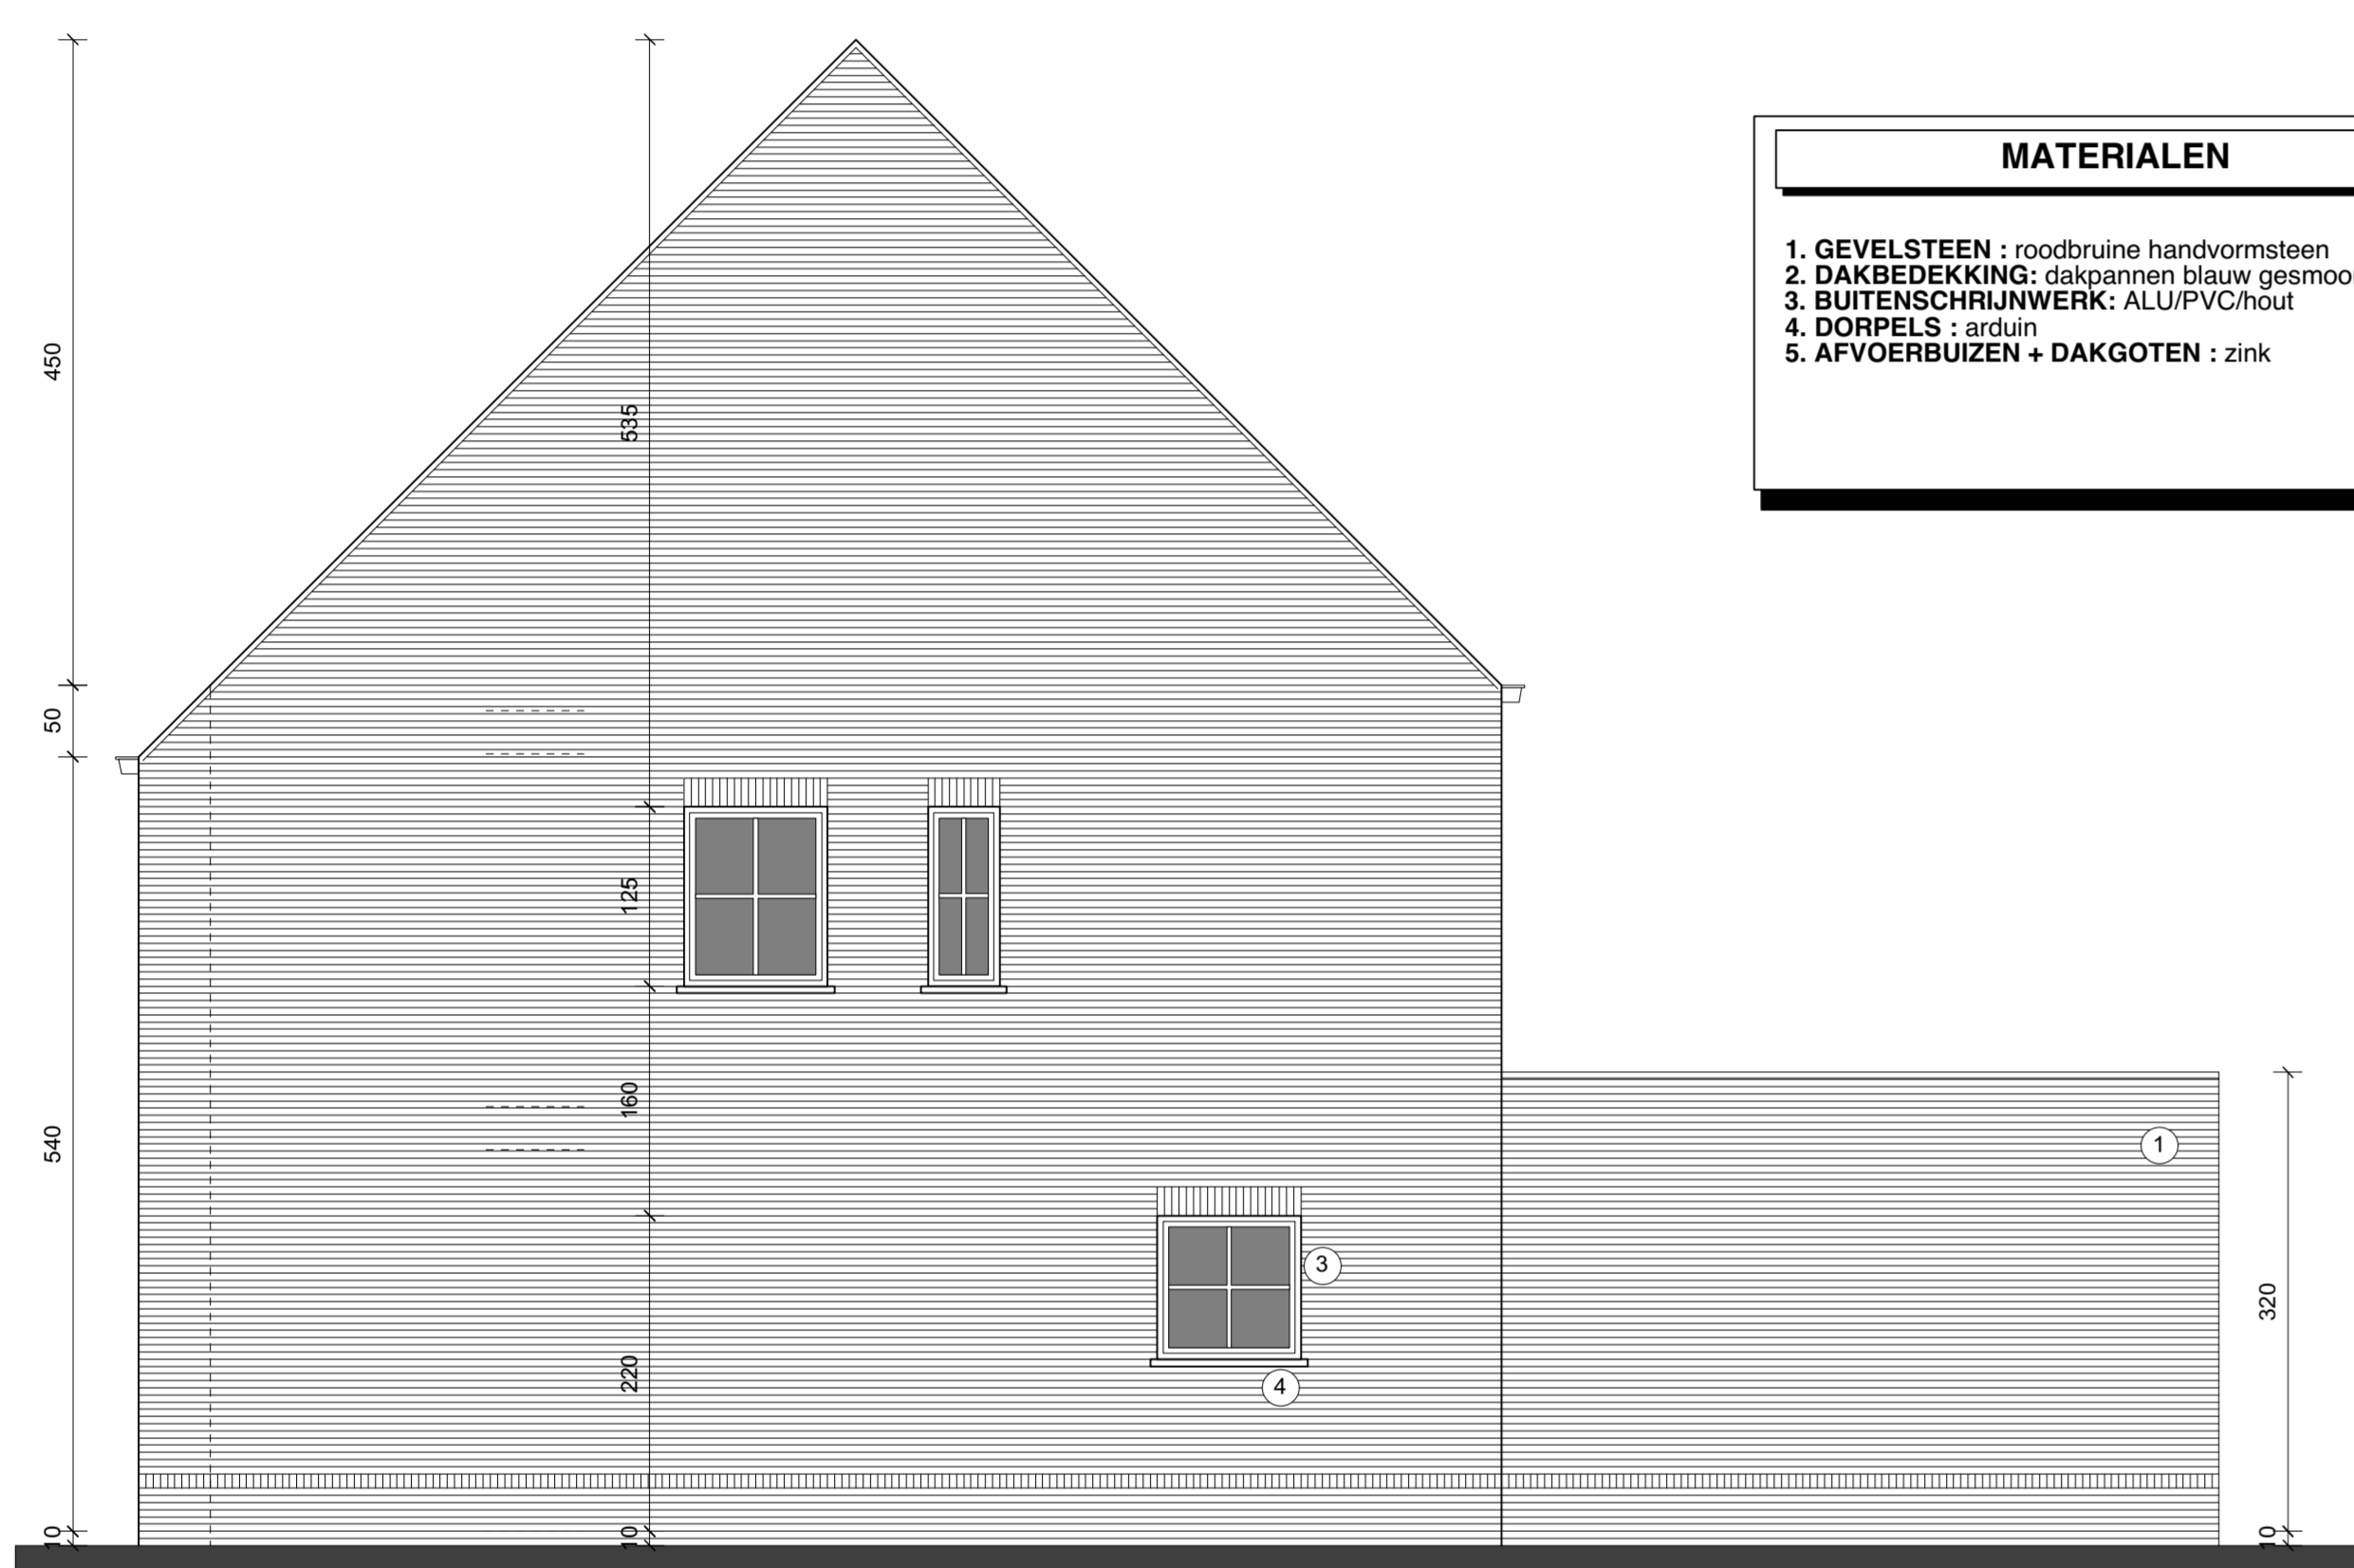 MATERIALEN
1. GEVELSTEEN : roodbruine handvormsteen
2. DAKBEDEKKING: dakpannen blauw
3. BUITENSCHRIJNWERK: ALU/PVC/hout
4. DORPELS : arduin
5. AFVOERBUIZEN + DAKGOTEN : zink
450
50
540
10
535
125
160
220
10
1
3
4
320
10